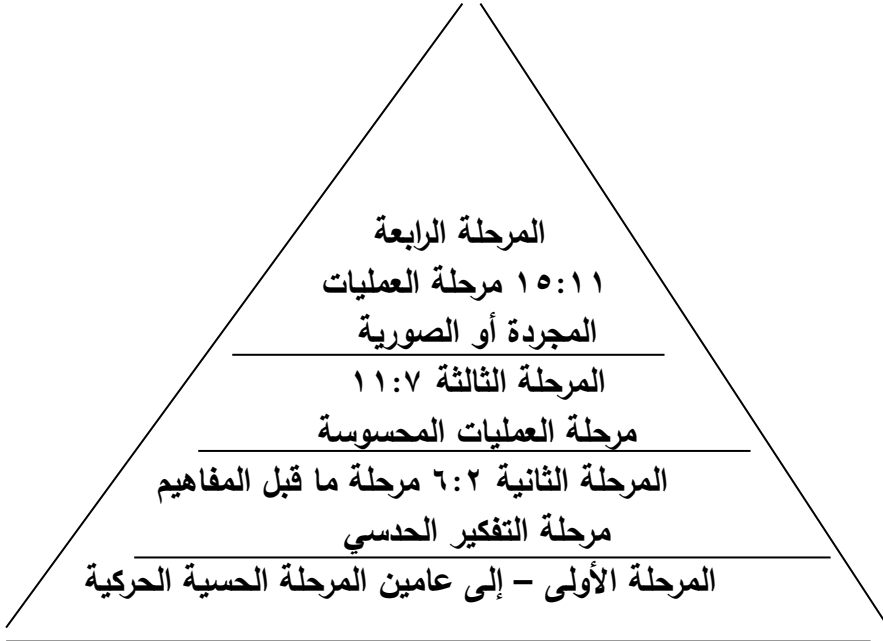 المرحلة الرابعة
١٥:١١ مرحلة العمليات
المجردة أو الصورية
المرحلة الثالثة ١١:٧
مرحلة العمليات المحسوسة
المرحلة الثانية ٦:٢ مرحلة ما قبل المفاهيم
مرحلة التفكير الحدسي
المرحلة الأولى – إلى عامين المرحلة الحسية الحركية